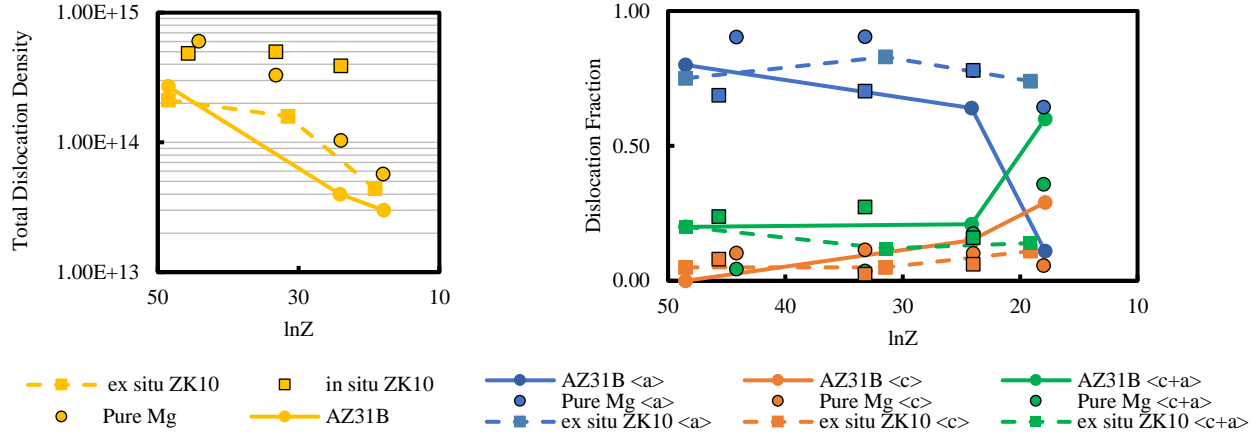 1.00E+15
1.00E+14
1.00E+13
Total Dislocation Density
50 30 10
lnZ
ex situ ZK10 in situ ZK10
Pure Mg AZ31B
1.00
0.50
0.00
Dislocation Fraction
50 40 30 20 10
lnZ
AZ31B <a> AZ31B <c> AZ31B <c+a>
Pure Mg <a> Pure Mg <c> Pure Mg <c+a>
ex situ ZK10 <a> ex situ ZK10 <c> ex situ ZK10 <c+a>